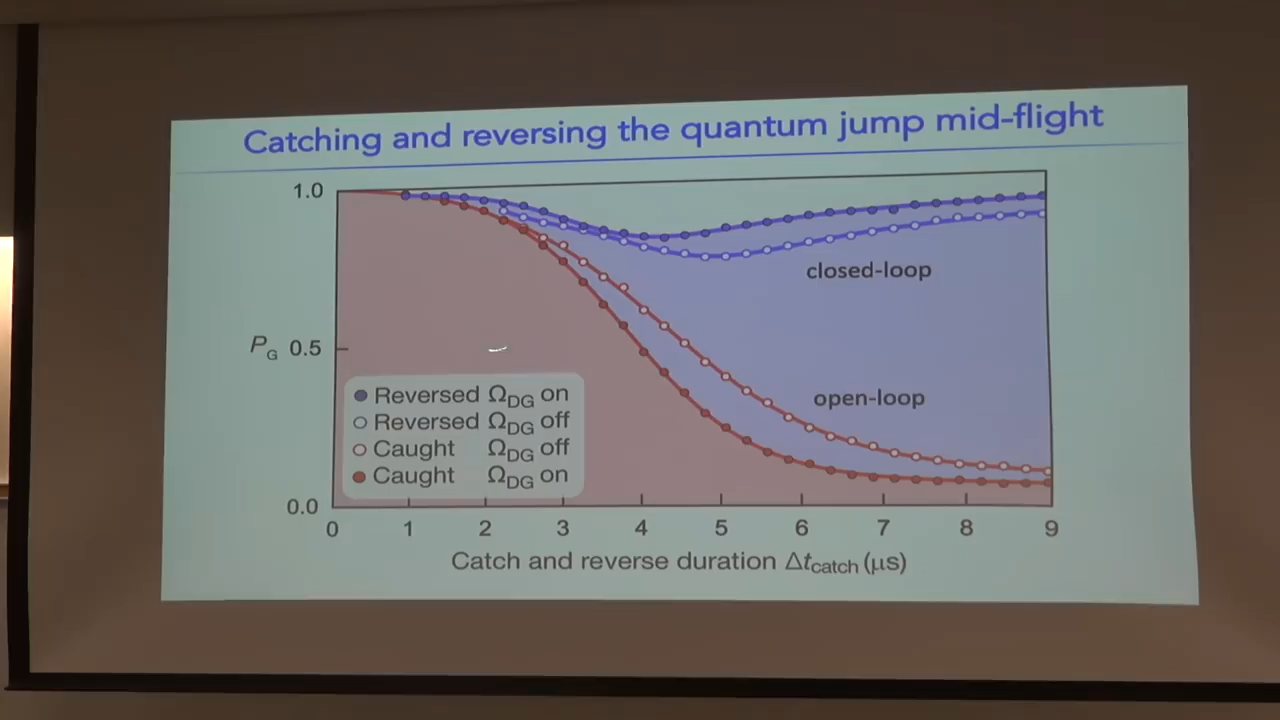 Catching and reversing the quantum jump mid-flight
1.0
closed-loop
P_G 0.5
Reversed Ω_DG on
open-loop
Reversed Ω_DG off
Caught Ω_DG off
Caught Ω_DG on
0.0
0 1 2 3 4 5 6 7 8 9
Catch and reverse duration Δt_catch (μs)